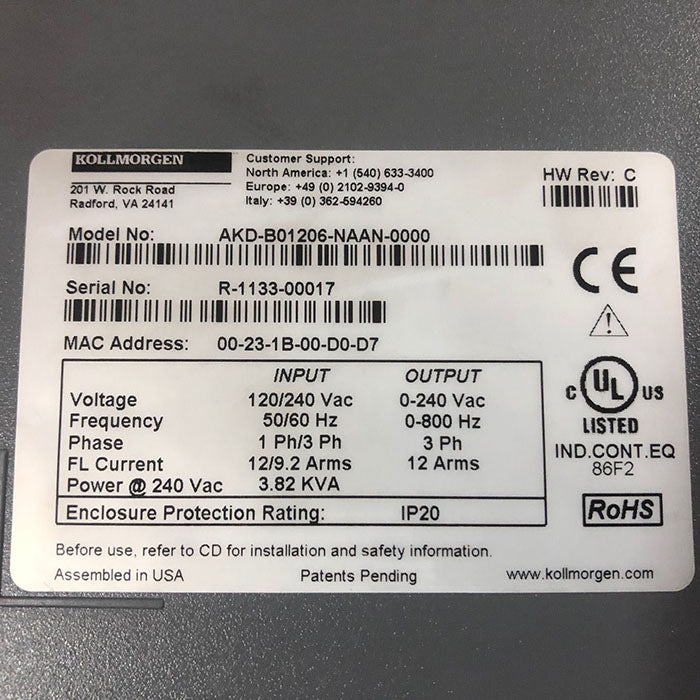 KOLLMORGEN
201 W. Rock Road
Radford, VA 24141
Customer Support:
North America: +1 (540) 633-3400
Europe: +49 (0) 2102-9394-0
Italy: +39 (0) 362-594260
HW Rev: C
Model No: AKD-B01206-NAAN-0000
Serial No: R-1133-00017
MAC Address: 00-23-1B-00-D0-D7
INPUT OUTPUT
Voltage 120/240 Vac 0-240 Vac
Frequency 50/60 Hz 0-800 Hz
Phase 1 Ph/3 Ph 3 Ph
FL Current 12/9.2 Arms 12 Arms
Power @ 240 Vac 3.82 KVA
Enclosure Protection Rating: IP20
CE
C UL US
LISTED
IND.CONT.EQ
86F2
RoHS
Before use, refer to CD for installation and safety information.
Assembled in USA Patents Pending www.kollmorgen.com